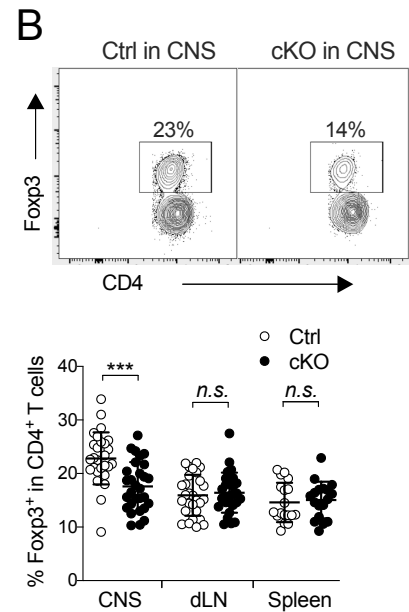 B
Ctrl in CNS cKO in CNS
23% 14%
Foxp3
CD4
Ctrl
cKO
*** n.s. n.s.
% Foxp3+ in CD4+ T cells
40
30
20
10
0
CNS dLN Spleen